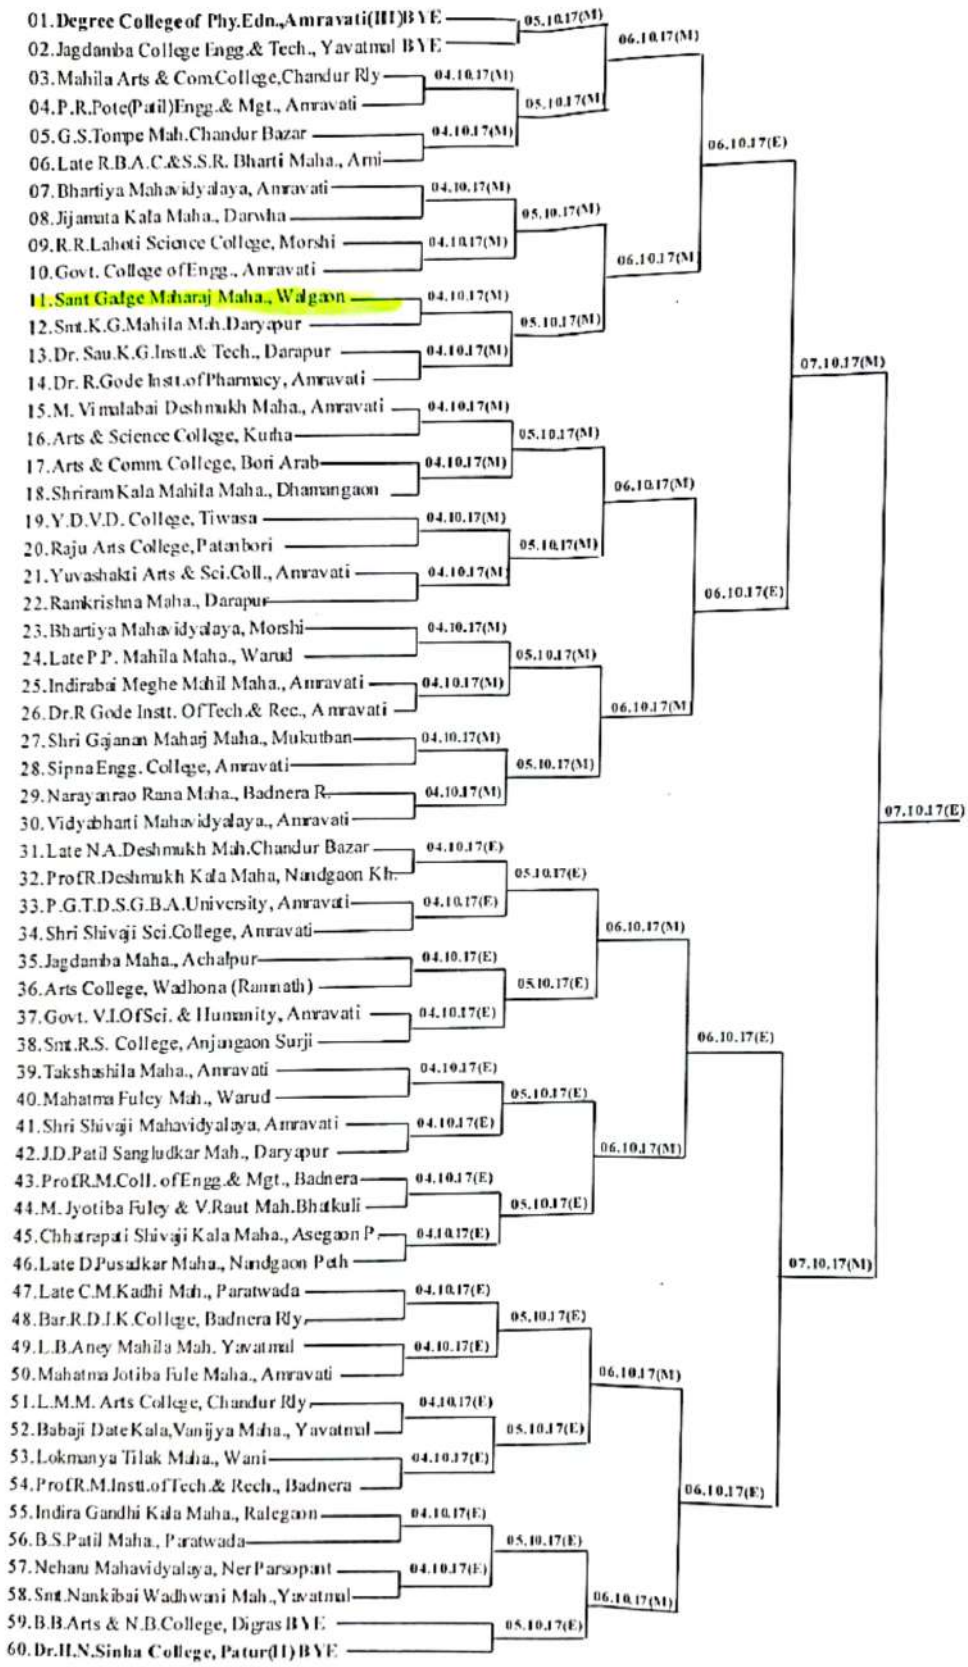 01.Degree Collegeof Phy.Edn.,Amravati(III)BYE
05.10.17(M)
02.Jagdamba College Engg.& Tech., Yavatmal BYE
06.10.17(M)
03.Mahila Arts & Com.College,Chandur Rly
04.10.17(M)
04.P.R.Pote(Patil)Engg.& Mgt., Amravati
05.10.17(M)
05.G.S.Tompe Mah.Chandur Bazar
04.10.17(M)
06.Late R.B.A.C.&S.S.R. Bharti Maha., Arni
06.10.17(E)
07.Bhartiya Mahavidyalaya, Amravati
04.10.17(M)
08.Jijamata Kala Maha., Darwha
05.10.17(M)
09.R.R.Lahoti Science College, Morshi
04.10.17(M)
10.Govt. College of Engg., Amravati
06.10.17(M)
11.Sant Gadge Maharaj Maha., Walgaon
04.10.17(M)
12.Smt.K.G.Mahila Mah.Daryapur
05.10.17(M)
13.Dr. Sau.K.G.Instt.& Tech., Darapur
04.10.17(M)
07.10.17(M)
14.Dr. R.Gode Instt.of Pharmacy, Amravati
15.M. Vimalabai Deshmukh Maha., Amravati
04.10.17(M)
16.Arts & Science College, Kurha
05.10.17(M)
17.Arts & Comm. College, Bori Arab
04.10.17(M)
18.Shriram Kala Mahila Maha., Dhamangaon
06.10.17(M)
19.Y.D.V.D. College, Tiwasa
04.10.17(M)
20.Raju Arts College,Patanbori
05.10.17(M)
21.Yuvashakti Arts & Sci.Coll., Amravati
04.10.17(M)
22.Ramkrishna Maha., Darapur
06.10.17(E)
23.Bhartiya Mahavidyalaya, Morshi
04.10.17(M)
24.Late P.P. Mahila Maha., Warud
05.10.17(M)
25.Indirabai Meghe Mahil Maha., Amravati
04.10.17(M)
26.Dr.R Gode Instt. Of Tech.& Rec., Amravati
06.10.17(M)
27.Shri Gajanan Maharj Maha., Mukutban
04.10.17(M)
28.Sipna Engg. College, Amravati
05.10.17(M)
29.Narayanrao Rana Maha., Badnera R.
04.10.17(M)
30.Vidyabharti Mahavidyalaya., Amravati
07.10.17(E)
31.Late N.A.Deshmukh Mah.Chandur Bazar
04.10.17(E)
32.Prof.R.Deshmukh Kala Maha, Nandgaon Kh.
05.10.17(E)
33.P.G.T.D.S.G.B.A.University, Amravati
04.10.17(E)
34.Shri Shivaji Sci.College, Amravati
06.10.17(M)
35.Jagdamba Maha., Achalpur
04.10.17(E)
36.Arts College, Wadhona (Ramnath)
05.10.17(E)
37.Govt. V.I.Of Sci. & Humanity, Amravati
04.10.17(E)
38.Smt.R.S. College, Anjangaon Surji
06.10.17(E)
39.Takshashila Maha., Amravati
04.10.17(E)
40.Mahatma Fuley Mah., Warud
05.10.17(E)
41.Shri Shivaji Mahavidyalaya, Amravati
04.10.17(E)
42.J.D.Patil Sangludkar Mah., Daryapur
06.10.17(M)
43.Prof.R.M.Coll. of Engg.& Mgt., Badnera
04.10.17(E)
44.M. Jyotiba Fuley & V.Raut Mah.Bhatkuli
05.10.17(E)
45.Chhatrapati Shivaji Kala Maha., Asegaon P.
04.10.17(E)
46.Late D.Pusadkar Maha., Nandgaon Peth
07.10.17(M)
47.Late C.M.Kadhi Mah., Paratwada
04.10.17(E)
48.Bar.R.D.I.K.College, Badnera Rly.
05.10.17(E)
49.L.B.Aney Mahila Mah. Yavatmal
04.10.17(E)
50.Mahatma Jotiba Fule Maha., Amravati
06.10.17(M)
51.L.M.M. Arts College, Chandur Rly.
04.10.17(E)
52.Babaji Date Kala,Vanijya Maha., Yavatmal
05.10.17(E)
53.Lokmanya Tilak Maha., Wani
04.10.17(E)
54.Prof.R.M.Instt.of Tech.& Rech., Badnera
06.10.17(E)
55.Indira Gandhi Kala Maha., Ralegaon
04.10.17(E)
56.B.S.Patil Maha., Paratwada
05.10.17(E)
57.Neharu Mahavidyalaya, Ner Parsopant
04.10.17(E)
58.Smt.Nankibai Wadhwani Mah.,Yavatmal
06.10.17(M)
59.B.B.Arts & N.B.College, Digras BYE
05.10.17(E)
60.Dr.H.N.Sinha College, Patur(II)BYE